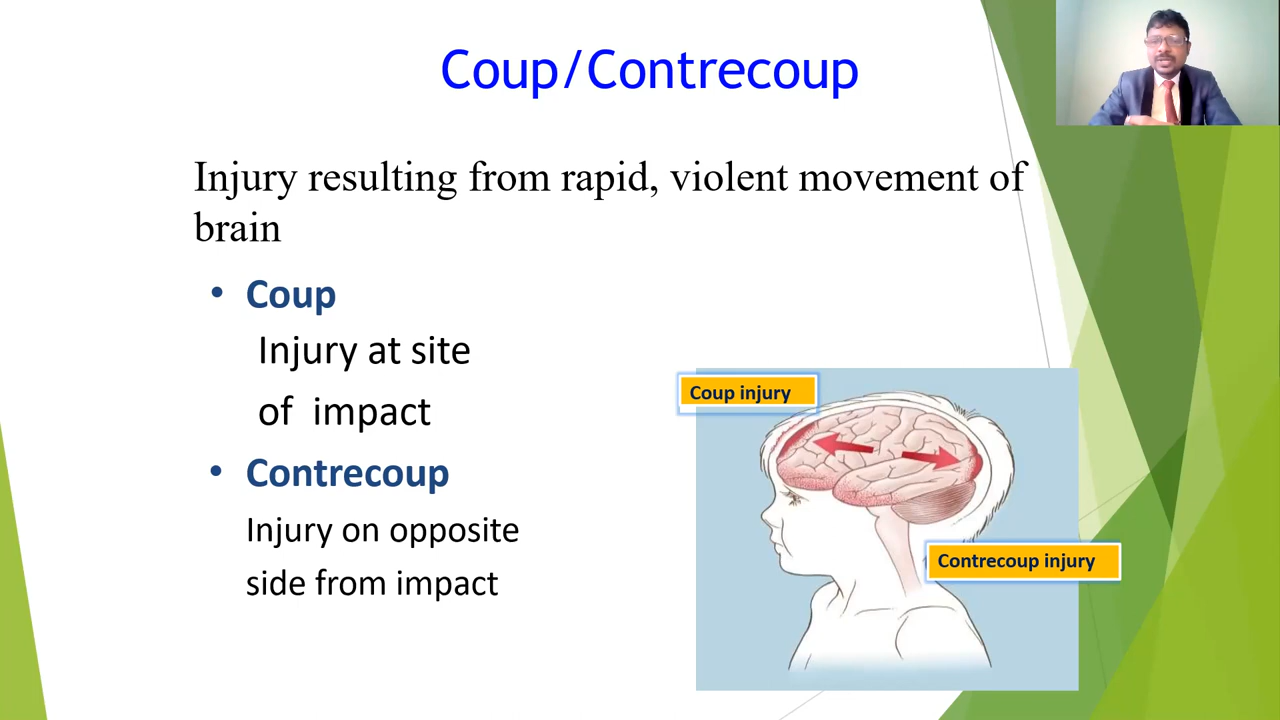 Coup/Contrecoup
Injury resulting from rapid, violent movement of
brain
• Coup
Injury at site
of impact
• Contrecoup
Injury on opposite
side from impact
Coup injury
Contrecoup injury